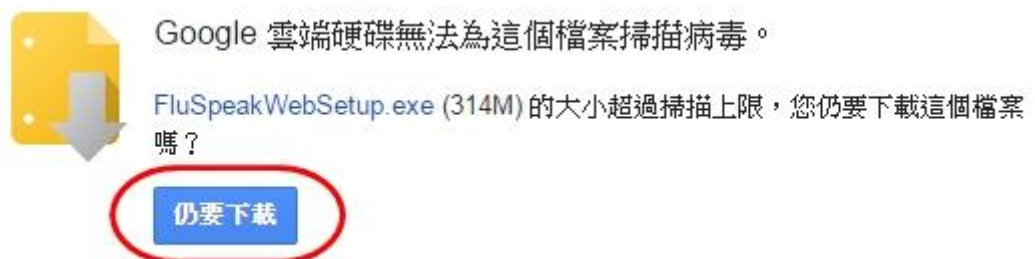 Google 雲端硬碟無法為這個檔案掃描病毒。
FluSpeakWebSetup.exe (314M) 的大小超過掃描上限,您仍要下載這個檔案
嗎?
仍要下載